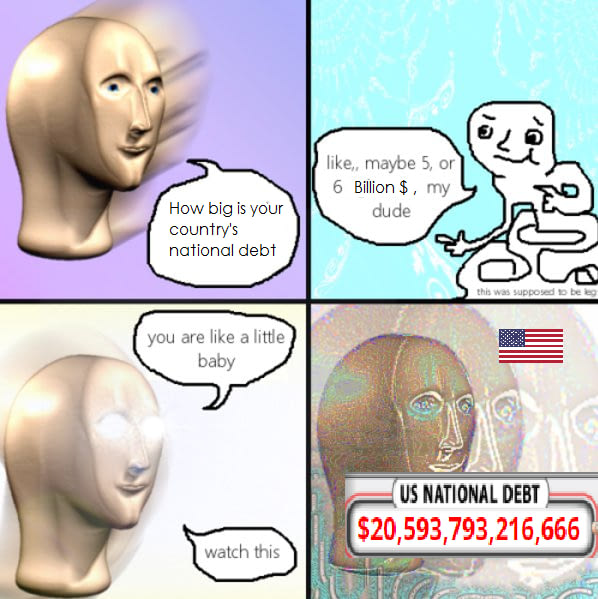 How big is your
country's
national debt
like,, maybe 5, or
6 Billion $ , my
dude
this was supposed to be leg
you are like a little
baby
watch this
US NATIONAL DEBT
$20,593,793,216,666